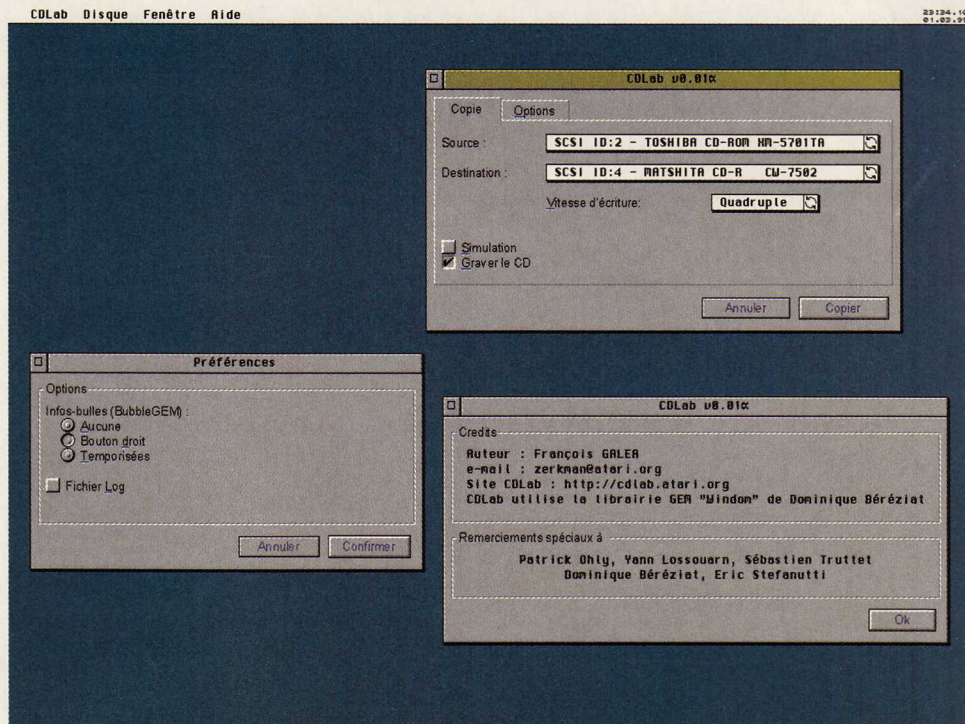 CDLab Disque Fenêtre Aide
CDLab v0.01α
Copie Options
Source : SCSI ID:2 - TOSHIBA CD-ROM XM-5701TA
Destination : SCSI ID:4 - MATSHITA CD-R CW-7502
Vitesse d'écriture: Quadruple
Simulation
Graver le CD
Annuler Copier
Préférences
Options
Infos-bulles (BubbleGEM) :
Aucune
Bouton droit
Temporisées
Fichier Log
Annuler Confirmer
CDLab v0.01α
Credits
Auteur : François GALEA
e-mail : zerkman@atari.org
Site CDLab : http://cdlab.atari.org
CDLab utilise la librairie GEM "Windom" de Dominique Béréziat
Remerciements spéciaux à
Patrick Ohly, Yann Lossouarn, Sébastien Truttet
Dominique Béréziat, Eric Stefanutti
Ok